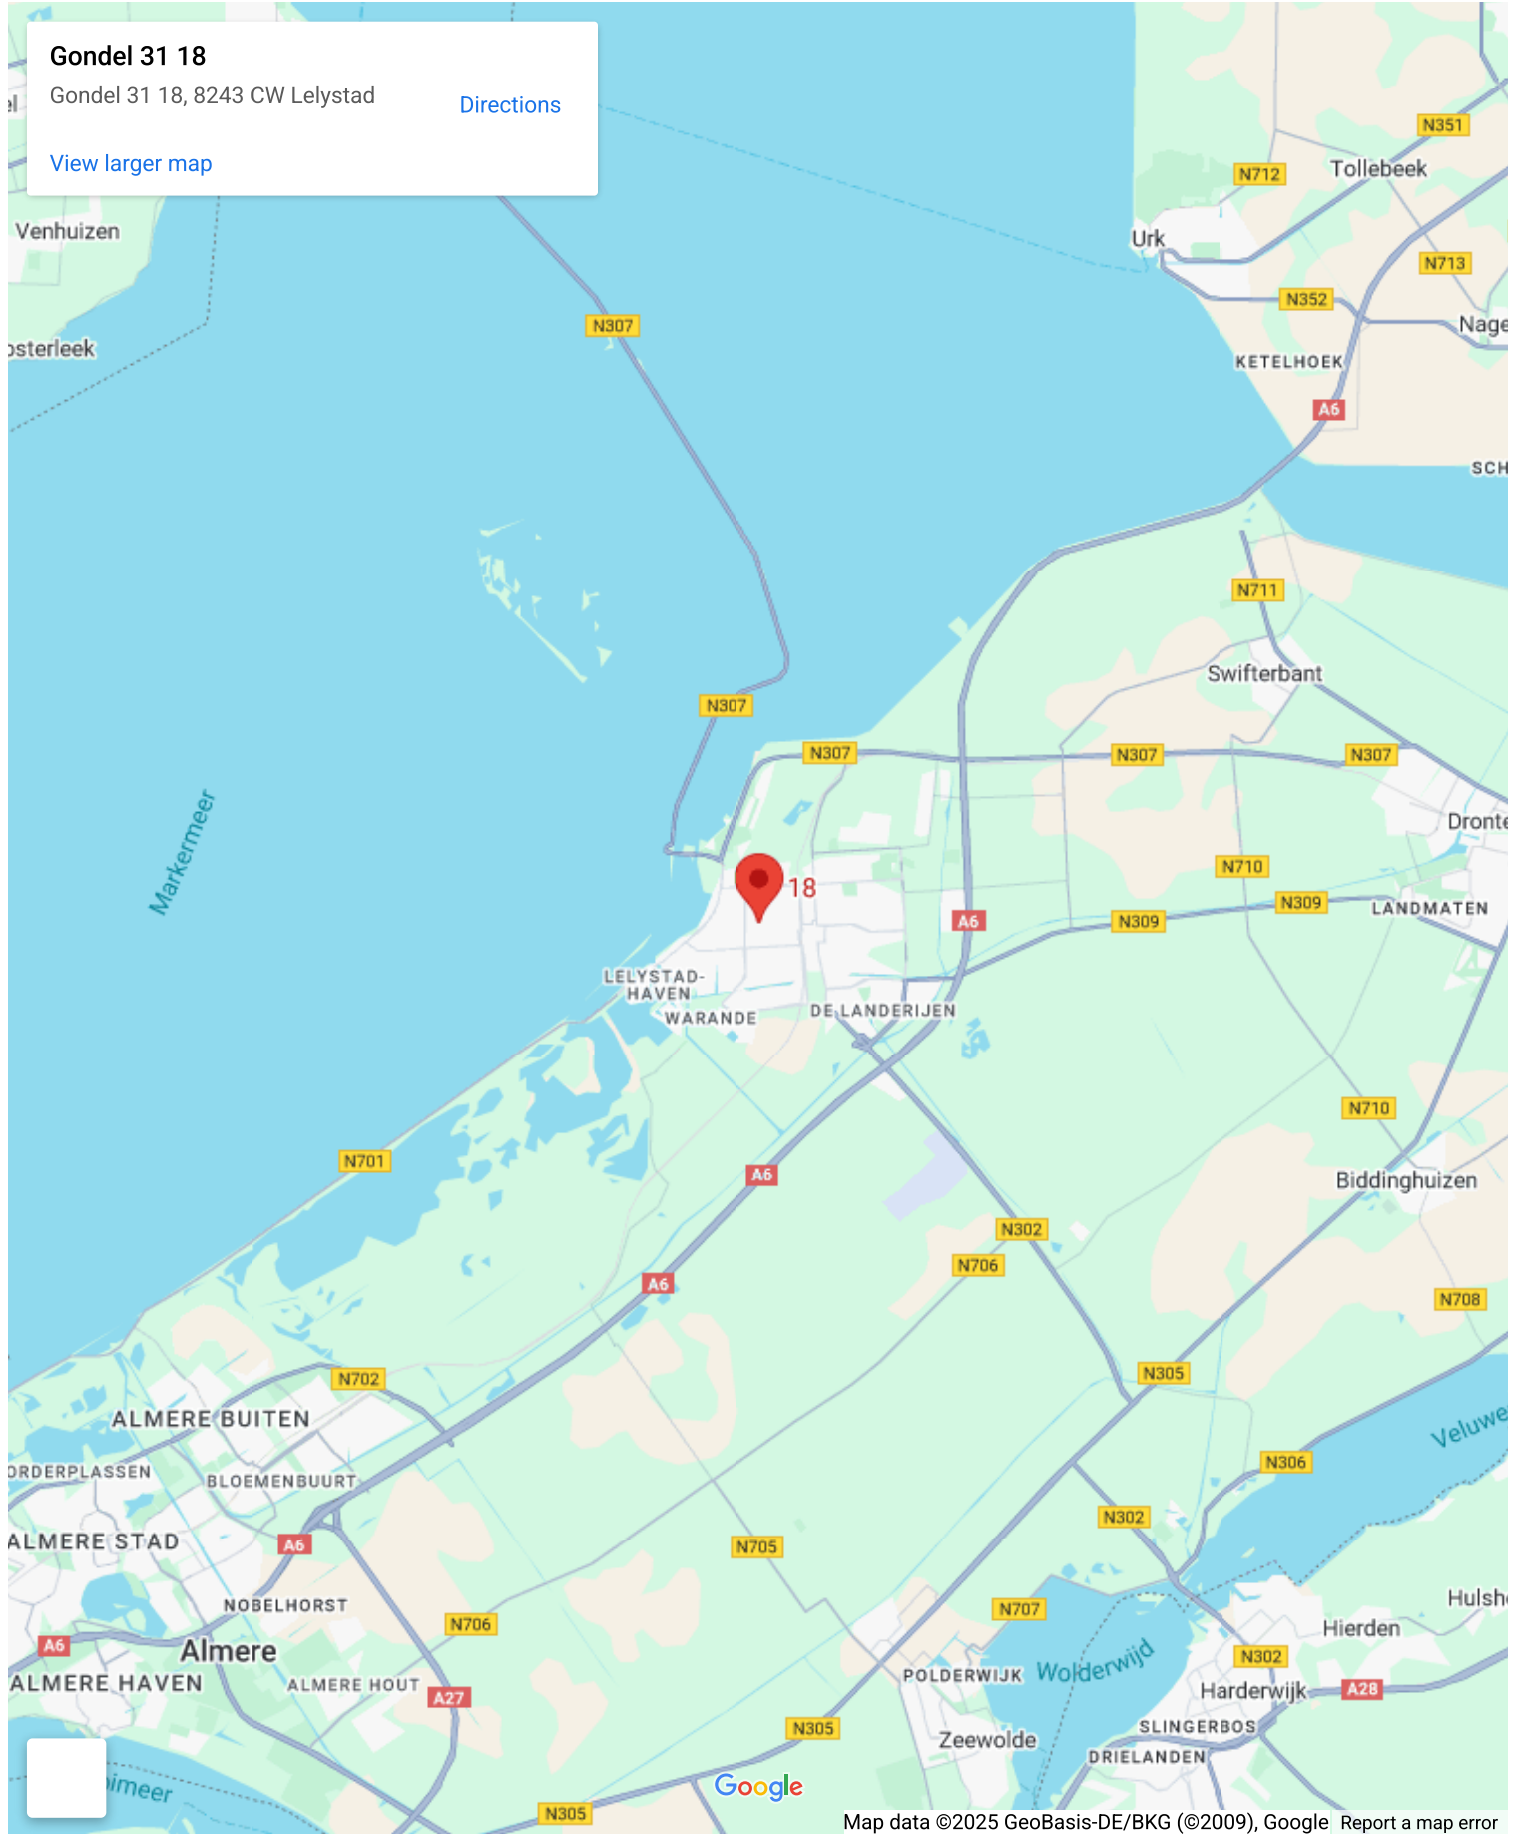 Gondel 31 18
Gondel 31 18, 8243 CW Lelystad
Directions
View larger map
el
N351
Tollebeek
N712
Venhuizen
Urk
N713
N352
N307
Nage
osterleek
KETELHOEK
A6
SCH
N711
Swifterbant
N307
N307
N307
N307
Dronte
Markermeer
N710
18
N309
LANDMATEN
A6
N309
LELYSTAD-
HAVEN
WARANDE
DE LANDERIJEN
N710
N701
A6
Biddinghuizen
N302
N706
A6
N708
N305
N702
ALMERE BUITEN
Veluwe
N306
ORDERPLASSEN
BLOEMENBUURT
N302
ALMERE STAD
A6
N705
NOBELHORST
N707
Hulsh
N706
Hierden
A6
Almere
N302
Wolderwijd
POLDERWIJK
ALMERE HAVEN
ALMERE HOUT
A27
Harderwijk
A28
N305
SLINGERBOS
Zeewolde
DRIELANDEN
oimeer
Google
N305
Map data ©2025 GeoBasis-DE/BKG (©2009), Google
Report a map error